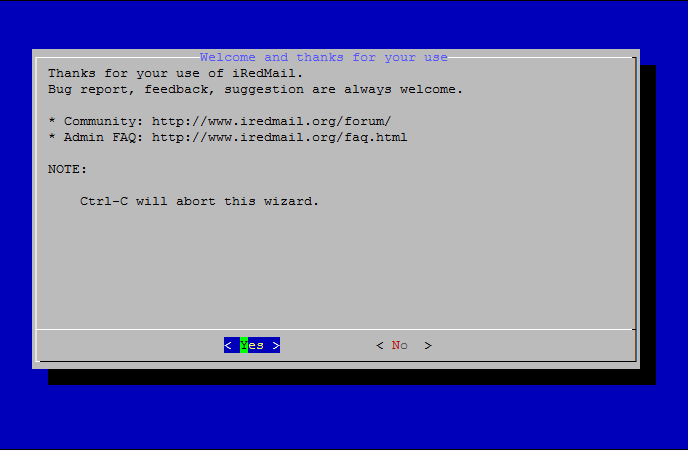 Welcome and thanks for your use
Thanks for your use of iRedMail.
Bug report, feedback, suggestion are always welcome.
* Community: http://www.iredmail.org/forum/
* Admin FAQ: http://www.iredmail.org/faq.html
NOTE:
Ctrl-C will abort this wizard.
< Yes > < No >